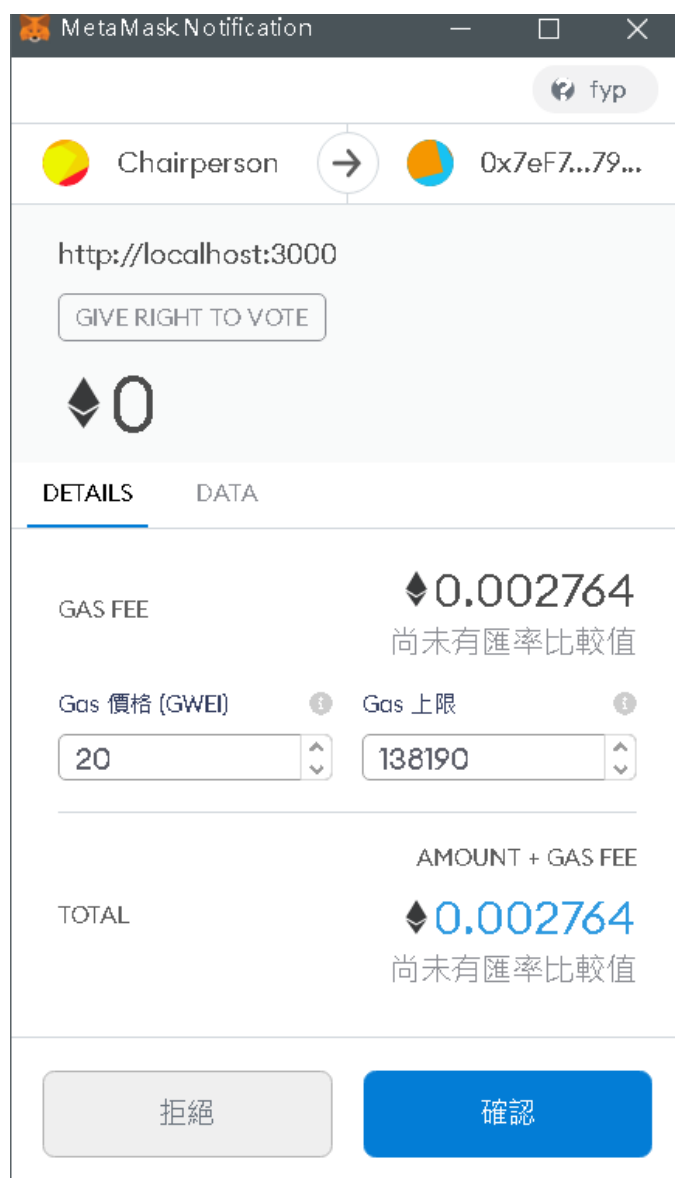 MetaMask Notification
fyp
Chairperson 0x7eF7...79...
http://localhost:3000
GIVE RIGHT TO VOTE
0
DETAILS DATA
GAS FEE 0.002764
尚未有匯率比較值
Gas 價格 (GWEI) Gas 上限
20 138190
AMOUNT + GAS FEE
TOTAL 0.002764
尚未有匯率比較值
拒絕 確認